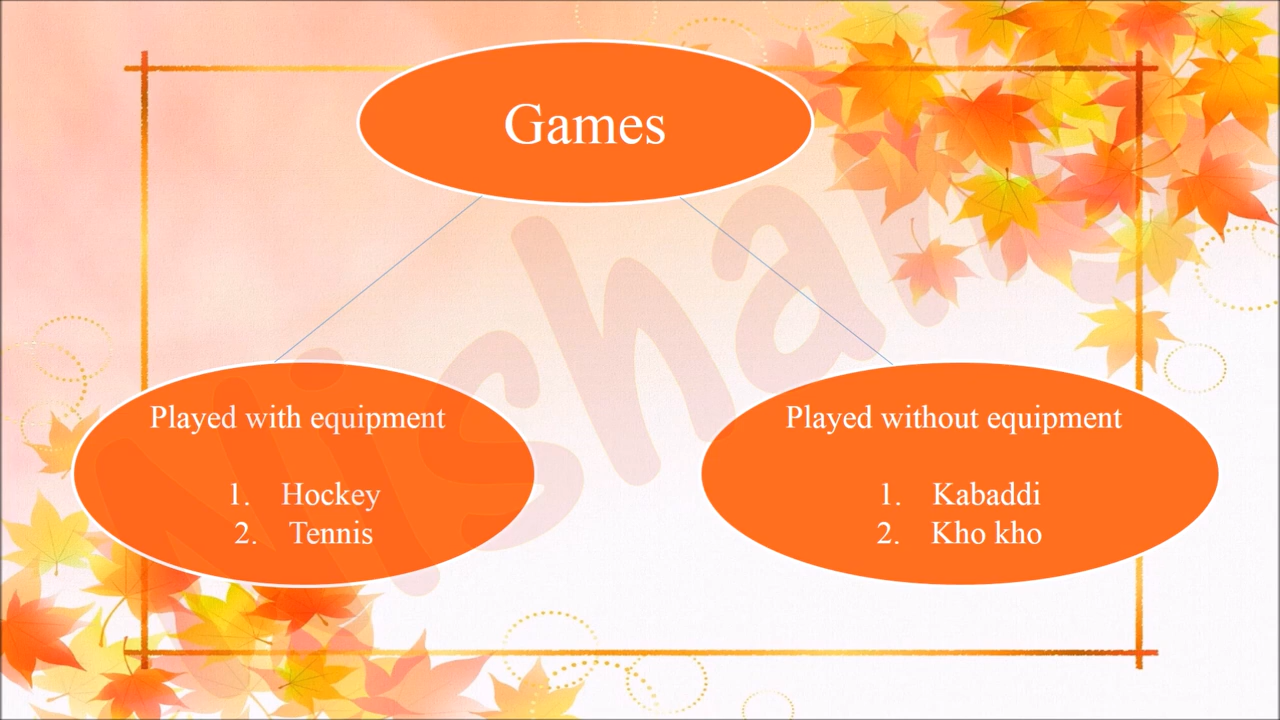 Games
Played with equipment
1. Hockey
2. Tennis
Played without equipment
1. Kabaddi
2. Kho kho